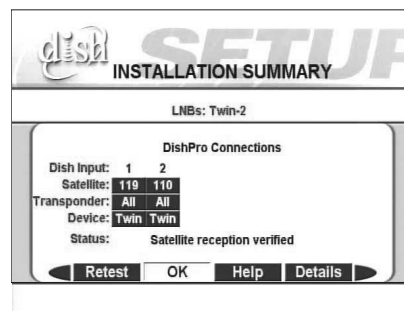 dish
SETUP
INSTALLATION SUMMARY
LNBs: Twin-2
DishPro Connections
Dish Input: 1 2
Satellite: 119 110
Transponder: All All
Device: Twin Twin
Status: Satellite reception verified
Retest OK Help Details